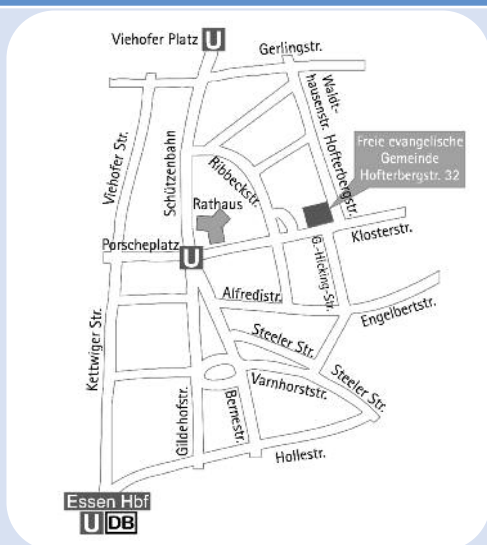 Viehofer Platz U
Gerlingstr.
Waldt-
hausenstr.
Hofterbergstr.
Viehofer Str.
Schützenbahn
Ribbeckstr.
Freie evangelische
Gemeinde
Hofterbergstr. 32
Rathaus
Porscheplatz
U
Klosterstr.
G.-Hicking-Str.
Alfredistr.
Engelbertstr.
Kettwiger Str.
Steeler Str.
Steeler Str.
Varnhorststr.
Gildehofstr.
Bernestr.
Hollestr.
Essen Hbf
U DB